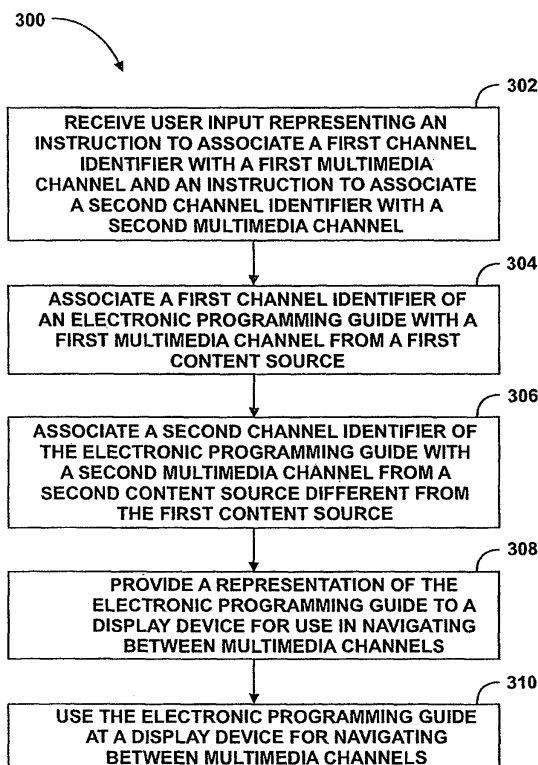 300
302
RECEIVE USER INPUT REPRESENTING AN
INSTRUCTION TO ASSOCIATE A FIRST CHANNEL
IDENTIFIER WITH A FIRST MULTIMEDIA
CHANNEL AND AN INSTRUCTION TO ASSOCIATE
A SECOND CHANNEL IDENTIFIER WITH A
SECOND MULTIMEDIA CHANNEL
304
ASSOCIATE A FIRST CHANNEL IDENTIFIER OF
AN ELECTRONIC PROGRAMMING GUIDE WITH A
FIRST MULTIMEDIA CHANNEL FROM A FIRST
CONTENT SOURCE
306
ASSOCIATE A SECOND CHANNEL IDENTIFIER OF
THE ELECTRONIC PROGRAMMING GUIDE WITH
A SECOND MULTIMEDIA CHANNEL FROM A
SECOND CONTENT SOURCE DIFFERENT FROM
THE FIRST CONTENT SOURCE
308
PROVIDE A REPRESENTATION OF THE
ELECTRONIC PROGRAMMING GUIDE TO A
DISPLAY DEVICE FOR USE IN NAVIGATING
BETWEEN MULTIMEDIA CHANNELS
310
USE THE ELECTRONIC PROGRAMMING GUIDE
AT A DISPLAY DEVICE FOR NAVIGATING
BETWEEN MULTIMEDIA CHANNELS